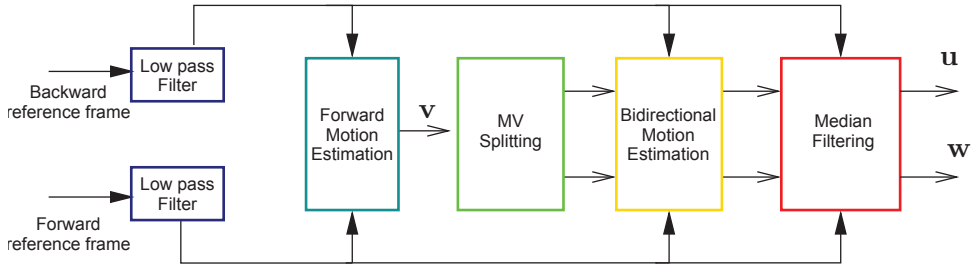 Low pass
Filter
Backward
reference frame
Low pass
Filter
Forward
reference frame
Forward
Motion
Estimation
v
MV
Splitting
Bidirectional
Motion
Estimation
Median
Filtering
u
w